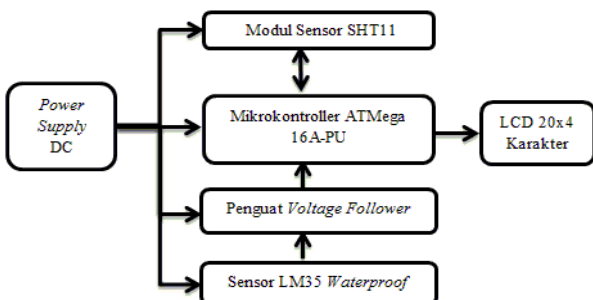 Modul Sensor SHT11
Power
Supply
DC
Mikrokontroller ATMega
16A-PU
LCD 20x4
Karakter
Penguat Voltage Follower
Sensor LM35 Waterproof